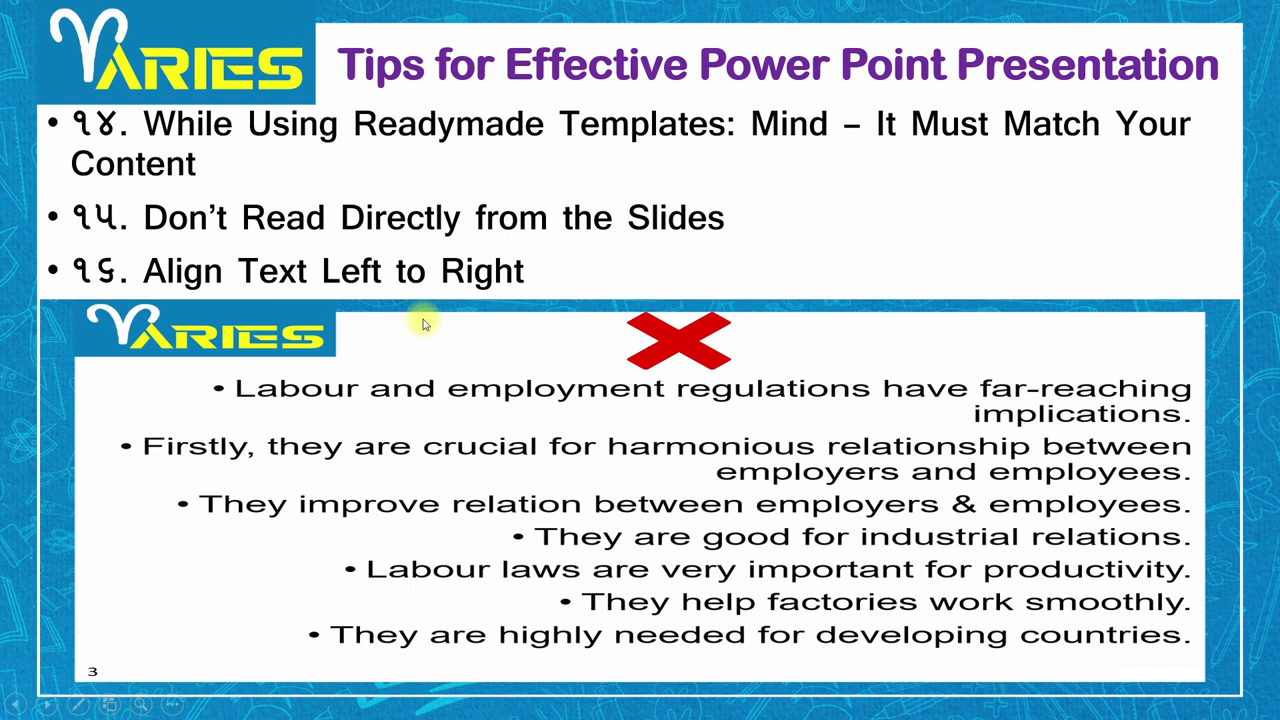 ARIES
Tips for Effective Power Point Presentation
• १४. While Using Readymade Templates: Mind – It Must Match Your
Content
• १५. Don’t Read Directly from the Slides
• १६. Align Text Left to Right
ARIES
• Labour and employment regulations have far-reaching
implications.
• Firstly, they are crucial for harmonious relationship between
employers and employees.
• They improve relation between employers & employees.
• They are good for industrial relations.
• Labour laws are very important for productivity.
• They help factories work smoothly.
• They are highly needed for developing countries.
3